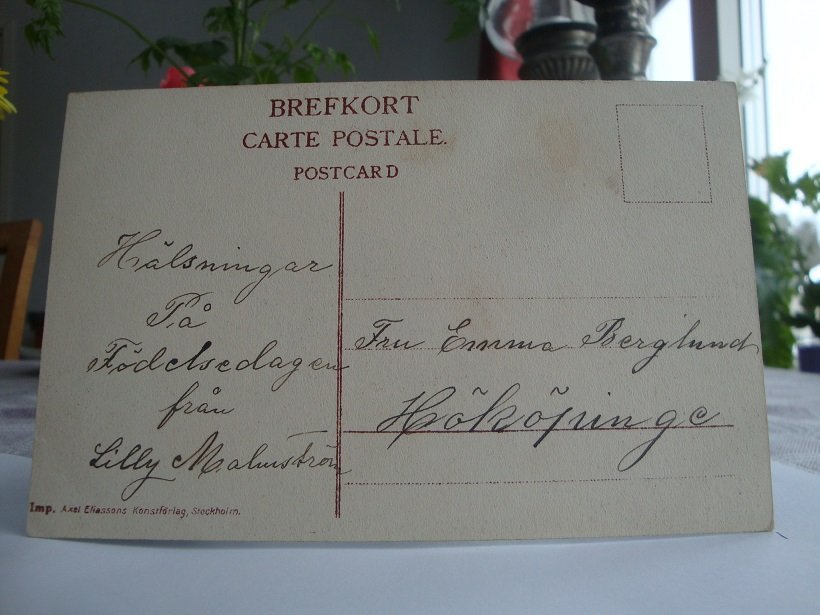 BREFKORT
CARTE POSTALE.
POSTCARD
Hälsningar
På
Födelsedagen
från
Lilly Malmström
Fru Emma Berglund
Hököpinge
Imp. Axel Eliassons Konstförlag, Stockholm.